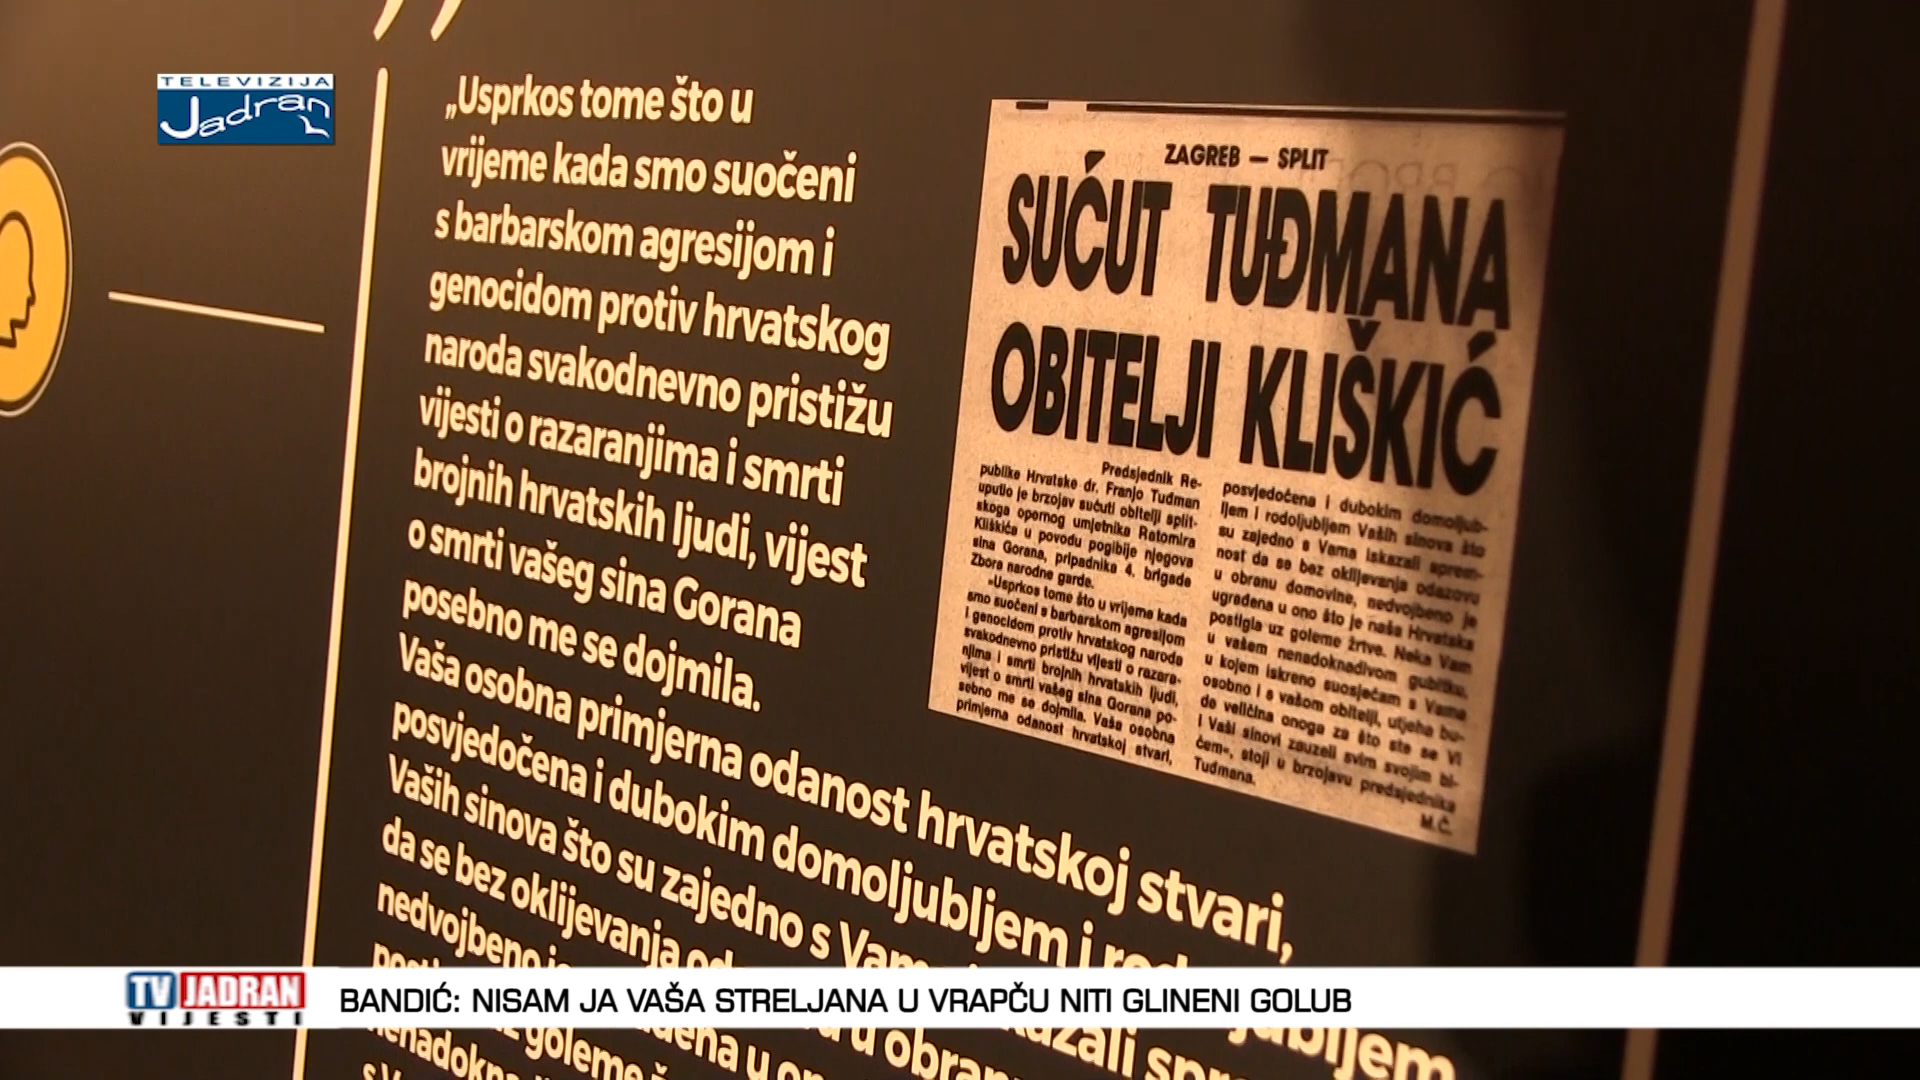 TELEVIZIJA
Jadran
„Usprkos tome što u
vrijeme kada smo suočeni
s barbarskom agresijom i
genocidom protiv hrvatskog
naroda svakodnevno pristižu
vijesti o razaranjima i smrti
brojnih hrvatskih ljudi, vijest
o smrti vašeg sina Gorana
posebno me se dojmila.
Vaša osobna primjerna odanost hrvatskoj stvari,
posvjedočena i dubokim domoljubljem i
Vaših sinova što su zajedno s
da se bez oklijevanja
nedvojbeno
goleme
u
ZAGREB — SPLIT
SUĆUT TUĐMANA
OBITELJI KLIŠKIĆ
Predsjednik Re-
publike Hrvatske dr. Franjo Tuđman
uputio je brzojav sućuti obitelji split-
skoga opernog umjetnika Ratomira
Kliškića u povodu pogibije njegova
sina Gorana, pripadnika 4. brigade
Zbora narodne garde.
»Usprkos tome što u vrijeme kada
smo suočeni s barbarskom agresijom
i genocidom protiv hrvatskog naroda
svakodnevno pristižu vijesti o razara-
njima i smrti brojnih hrvatskih ljudi,
vijest o smrti vašeg sina Gorana po-
sebno me se dojmila. Vaša osobna
primjerna odanost hrvatskoj stvari,
posvjedočena i dubokim domoljub-
ljem i rodoljubljem Vaših sinova što
su zajedno s Vama iskazali sprem-
nost da se bez oklijevanja odazovu
u obranu domovine, nedvojbeno je
ugrađena u ono što je naša Hrvatska
postigla uz goleme žrtve. Neka Vam
u vašem nenadoknadivom gubitku,
u kojem iskreno suosjećam s Vama
osobno i s vašom obitelji, utjeha bu-
de veličina onoga za što ste se Vi
i Vaši sinovi zauzeli svim svojim bi-
ćem«, stoji u brzojavu predsjednika
Tuđmana.
M.Č.
TV JADRAN
VIJESTI
BANDIĆ: NISAM JA VAŠA STRELJANA U VRAPČU NITI GLINENI GOLUB